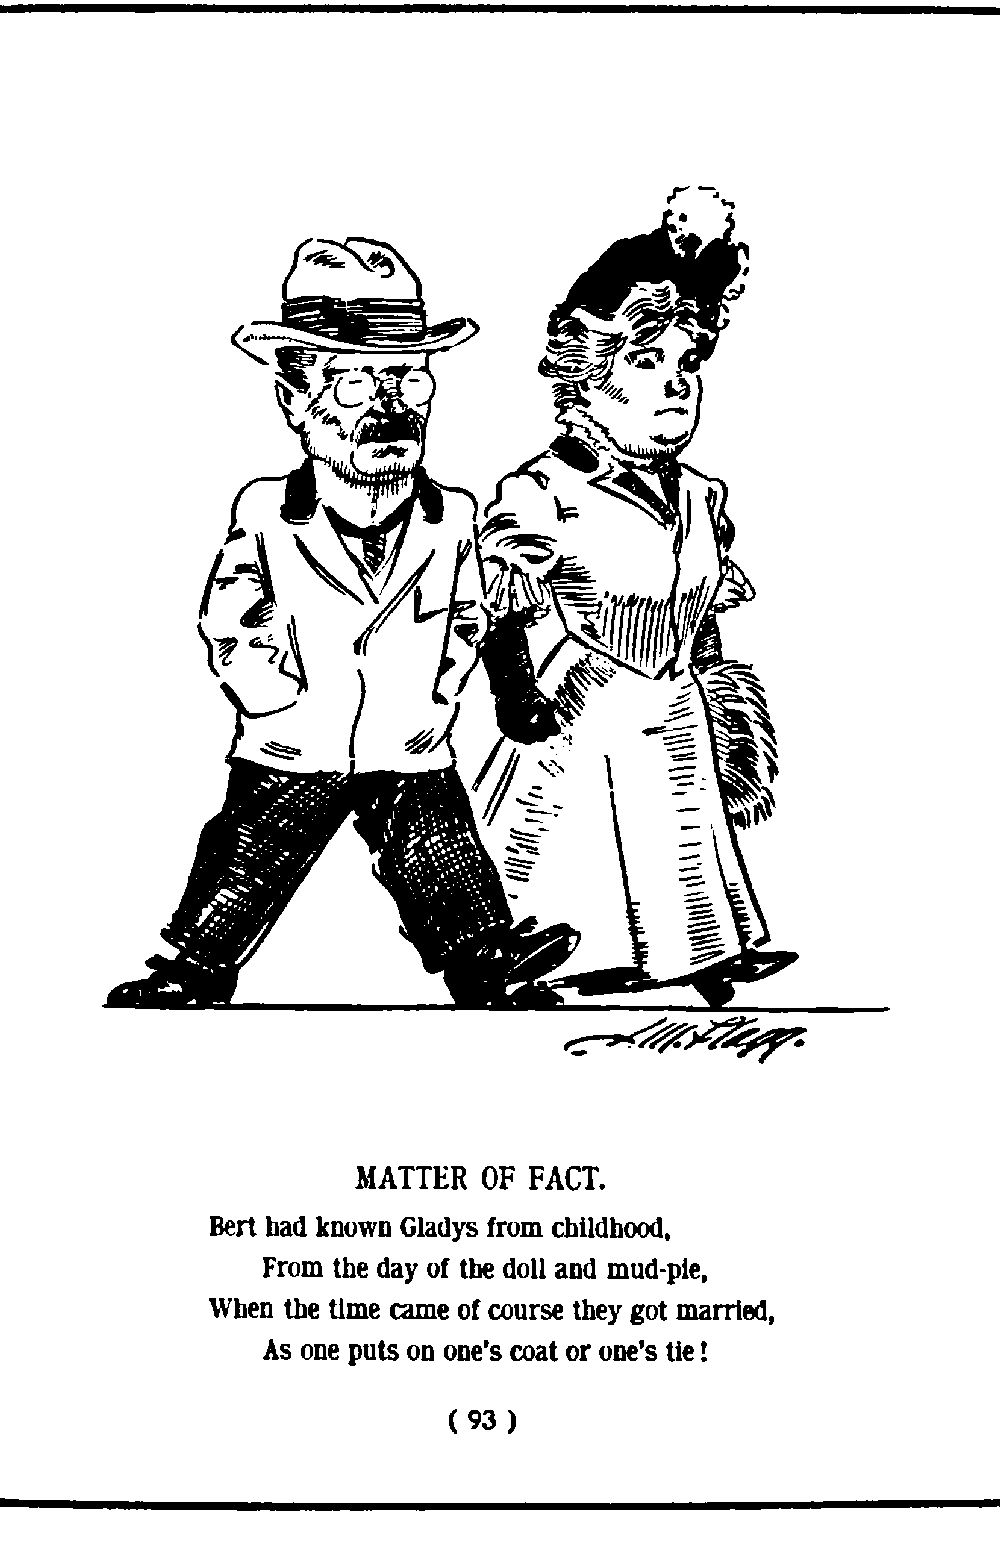 J.M. Flagg.
MATTER OF FACT.
Bert had known Gladys from childhood,
From the day of the doll and mud-pie,
When the time came of course they got married,
As one puts on one's coat or one's tie!
( 93 )